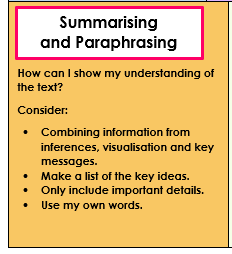 Summarising
and Paraphrasing
How can I show my understanding of
the text?
Consider:
• Combining information from
inferences, visualisation and key
messages.
• Make a list of the key ideas.
• Only include important details.
• Use my own words.